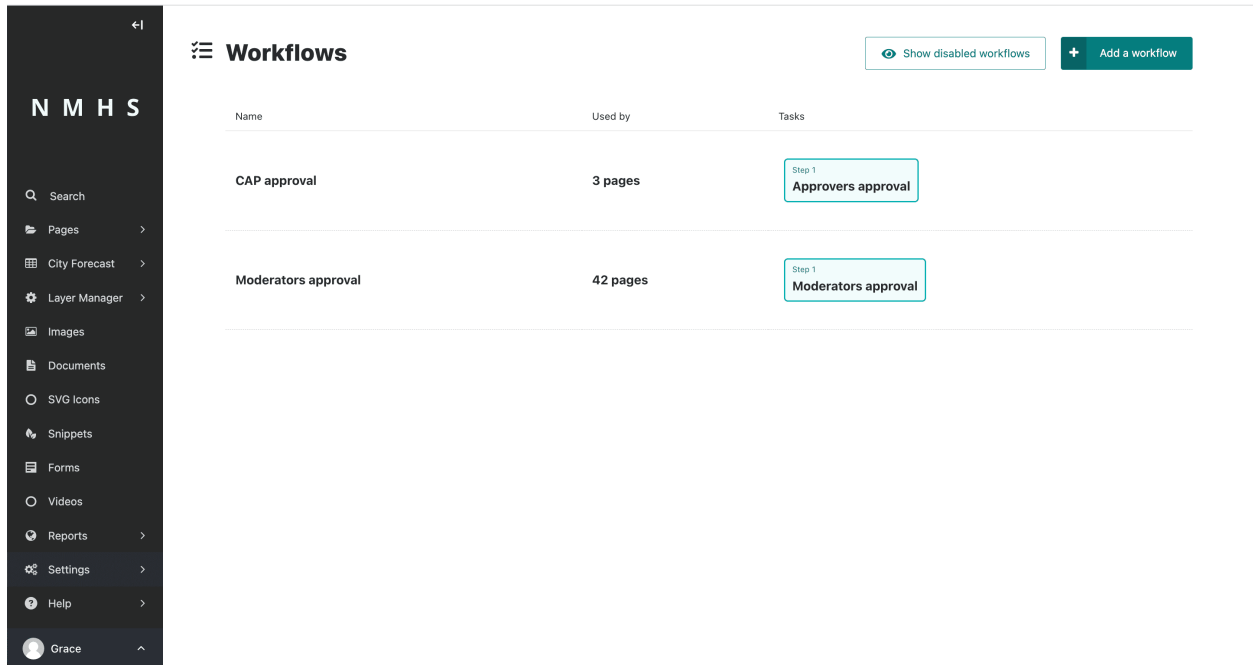 NMHS
Search
Pages
City Forecast
Layer Manager
Images
Documents
SVG Icons
Snippets
Forms
Videos
Reports
Settings
Help
Grace
Workflows
Show disabled workflows
+ Add a workflow
Name Used by Tasks
CAP approval 3 pages
Step 1
Approvers approval
Moderators approval 42 pages
Step 1
Moderators approval